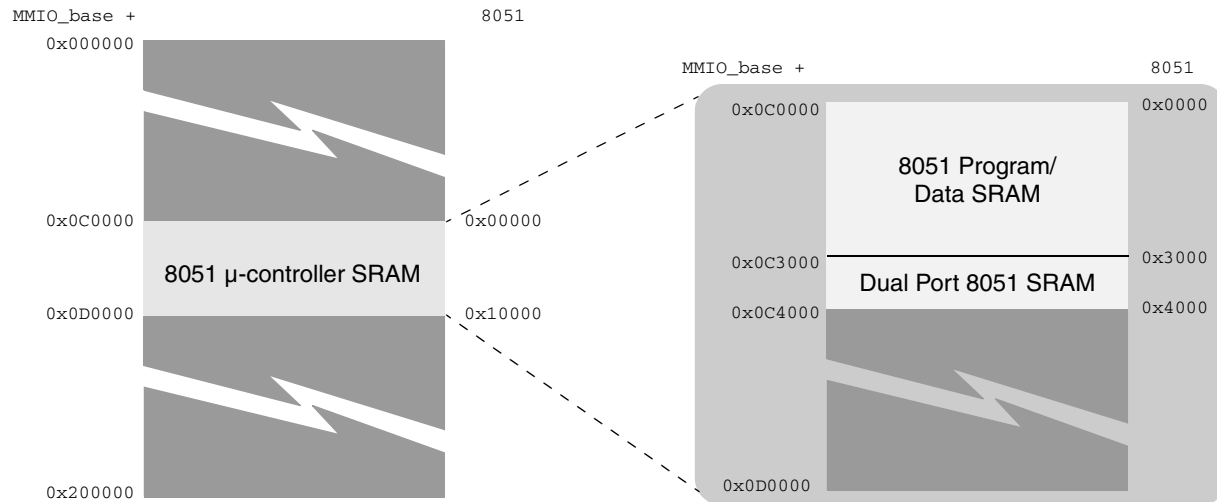 MMIO_base +
8051
0x000000
0x0C0000
0x00000
8051 µ-controller SRAM
0x0D0000
0x10000
0x200000
MMIO_base +
8051
0x0C0000
0x0000
8051 Program/
Data SRAM
0x0C3000
0x3000
Dual Port 8051 SRAM
0x0C4000
0x4000
0x0D0000